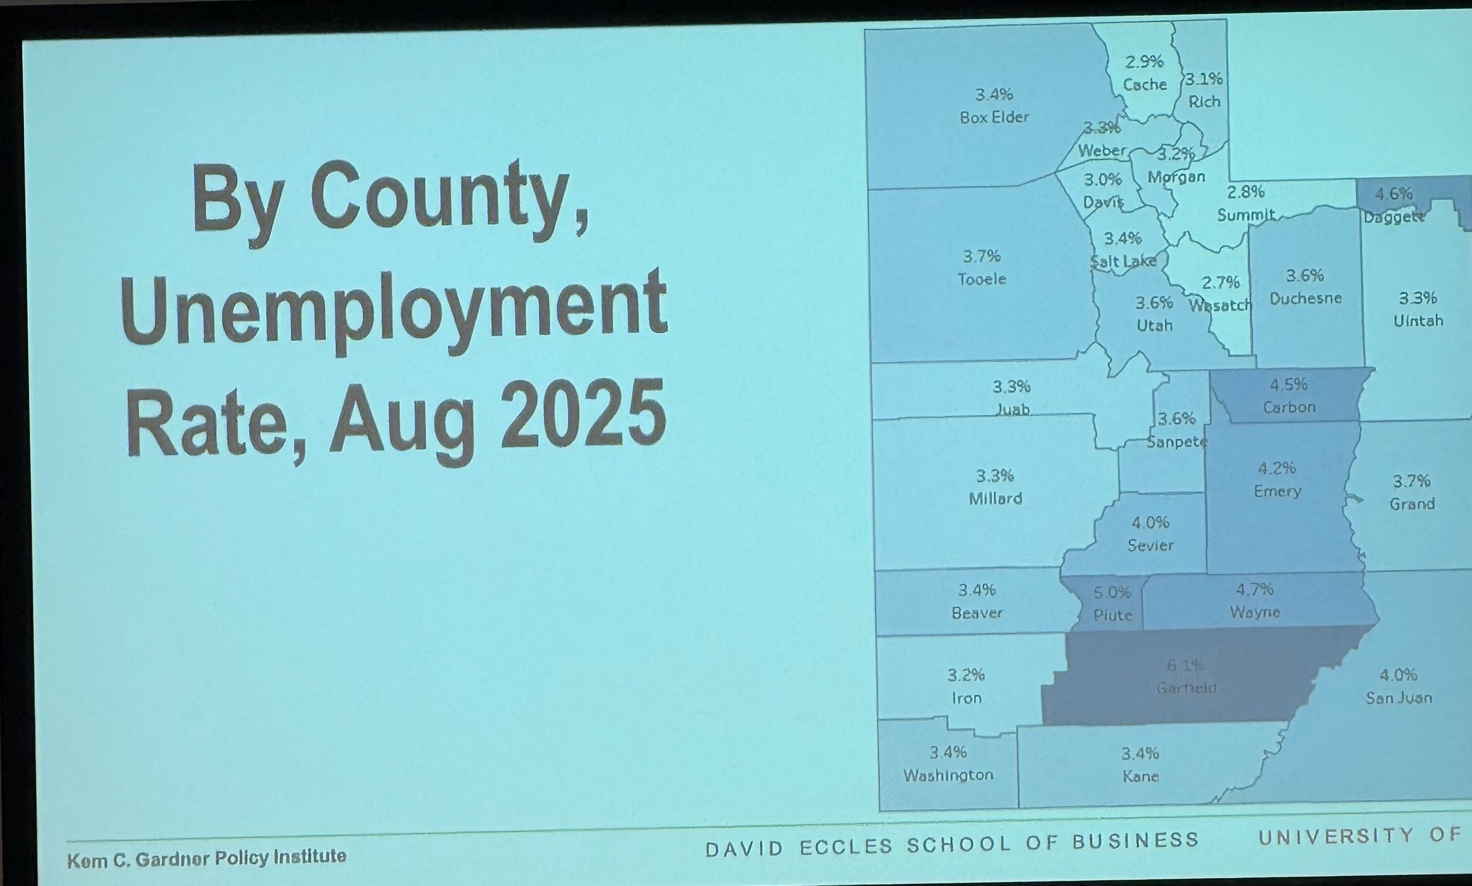 By County,
Unemployment
Rate, Aug 2025
3.4%
Box Elder
2.9%
Cache
3.1%
Rich
3.3%
Weber
3.2%
Morgan
3.0%
Davis
2.8%
Summit
4.6%
Daggett
3.7%
Tooele
3.4%
Salt Lake
2.7%
Wasatch
3.6%
Utah
3.6%
Duchesne
3.3%
Uintah
3.3%
Juab
3.6%
Sanpete
4.5%
Carbon
3.3%
Millard
4.2%
Emery
3.7%
Grand
4.0%
Sevier
3.4%
Beaver
5.0%
Piute
4.7%
Wayne
3.2%
Iron
6.1%
Garfield
4.0%
San Juan
3.4%
Washington
3.4%
Kane
Kem C. Gardner Policy Institute
DAVID ECCLES SCHOOL OF BUSINESS
UNIVERSITY OF